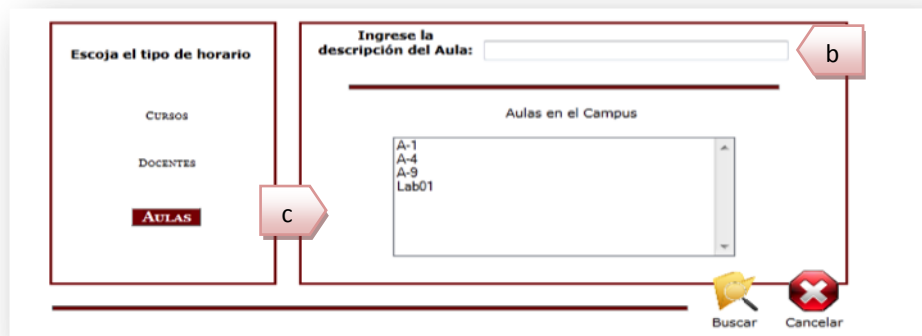 Escoja el tipo de horario
CURSOS
DOCENTES
AULAS
Ingrese la
descripción del Aula:
b
Aulas en el Campus
A-1
A-4
A-9
Lab01
c
Buscar
Cancelar